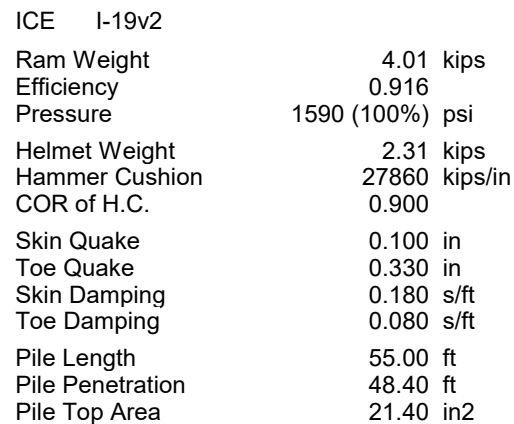 ICE I-19v2
Ram Weight 4.01 kips
Efficiency 0.916
Pressure 1590 (100%) psi
Helmet Weight 2.31 kips
Hammer Cushion 27860 kips/in
COR of H.C. 0.900
Skin Quake 0.100 in
Toe Quake 0.330 in
Skin Damping 0.180 s/ft
Toe Damping 0.080 s/ft
Pile Length 55.00 ft
Pile Penetration 48.40 ft
Pile Top Area 21.40 in2